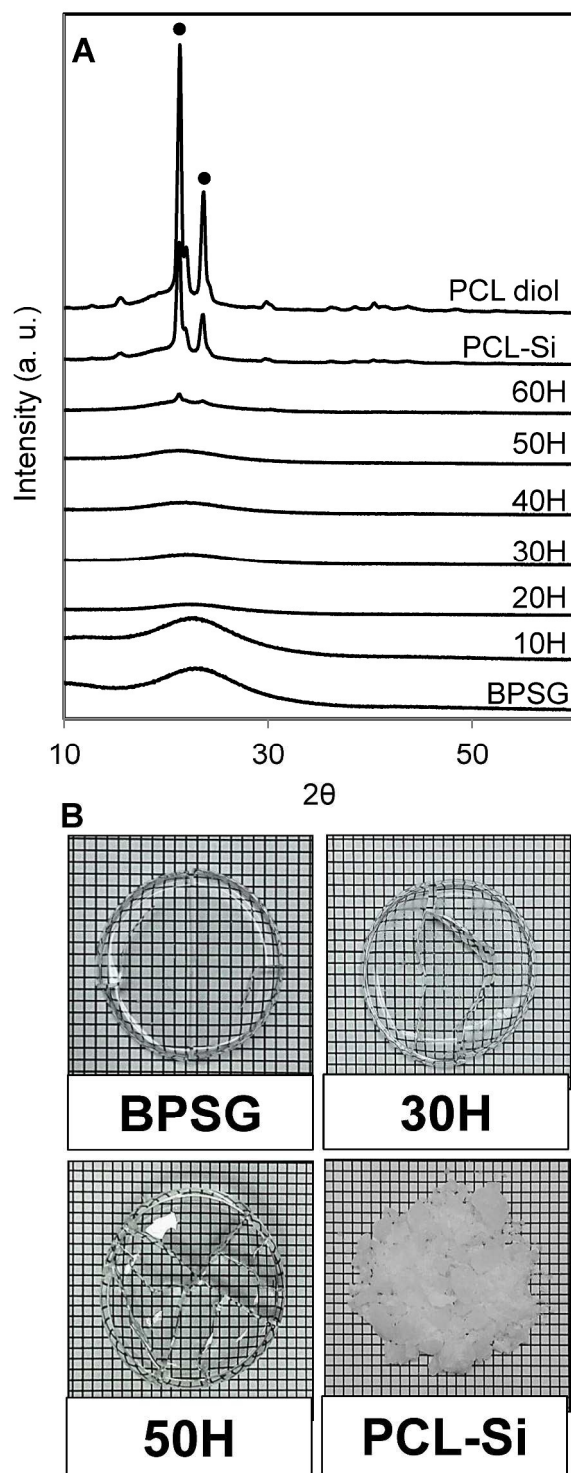 A
PCL diol
PCL-Si
60H
50H
40H
30H
20H
10H
BPSG
Intensity (a. u.)
10 30 50
2θ
B
BPSG 30H
50H PCL-Si